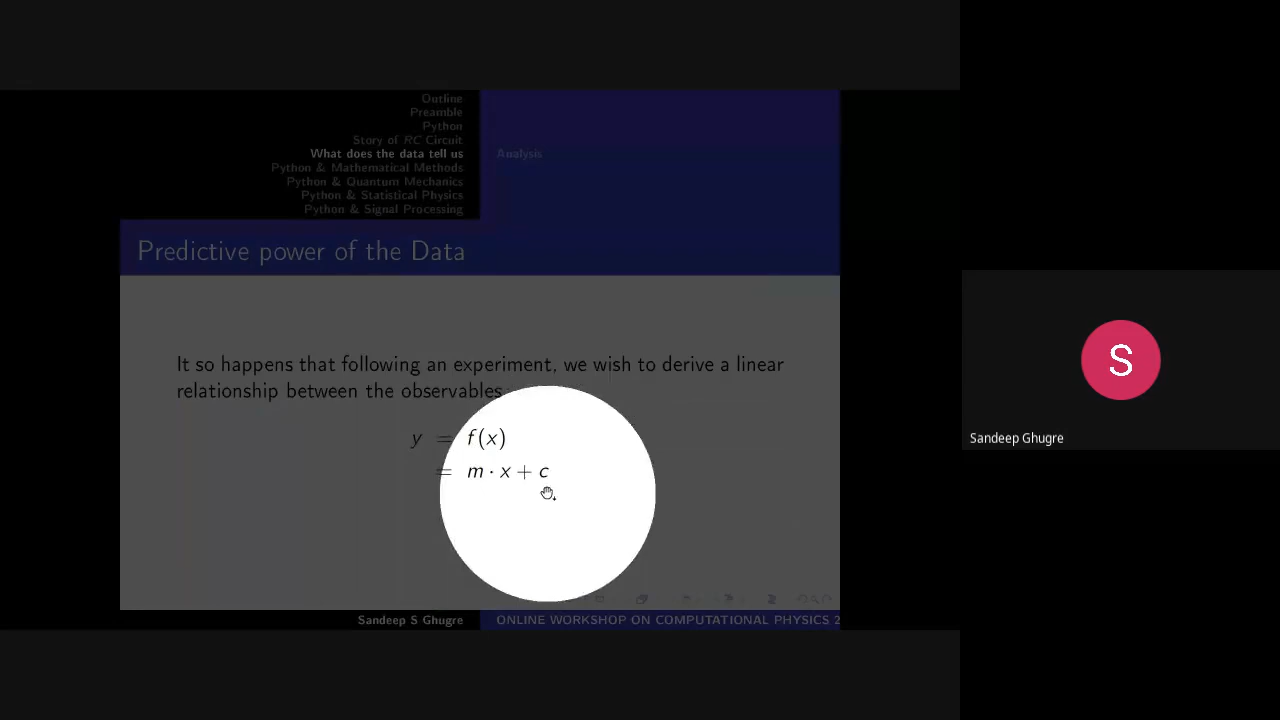 Outline
Preamble
Python
Story of RC Circuit
What does the data tell us
Python & Mathematical Methods
Python & Quantum Mechanics
Python & Statistical Physics
Python & Signal Processing
Analysis
Predictive power of the Data
It so happens that following an experiment, we wish to derive a linear
relationship between the observables
y = f(x)
= m · x + c
Sandeep S Ghugre
ONLINE WORKSHOP ON COMPUTATIONAL PHYSICS 2
S
Sandeep Ghugre